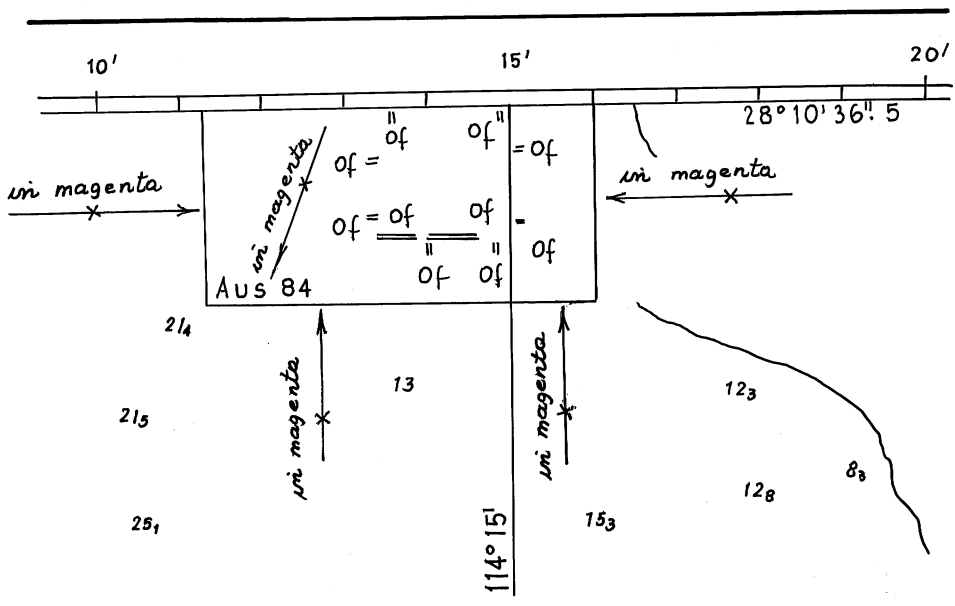 10' 15' 20'
28° 10' 36". 5
in magenta
in magenta
in magenta
of of
of = = of
of = of of
of of of
Aus 84
in magenta
in magenta
21₄
21₅
25₁
13
12₃
12₈
8₃
15₃
114° 15'